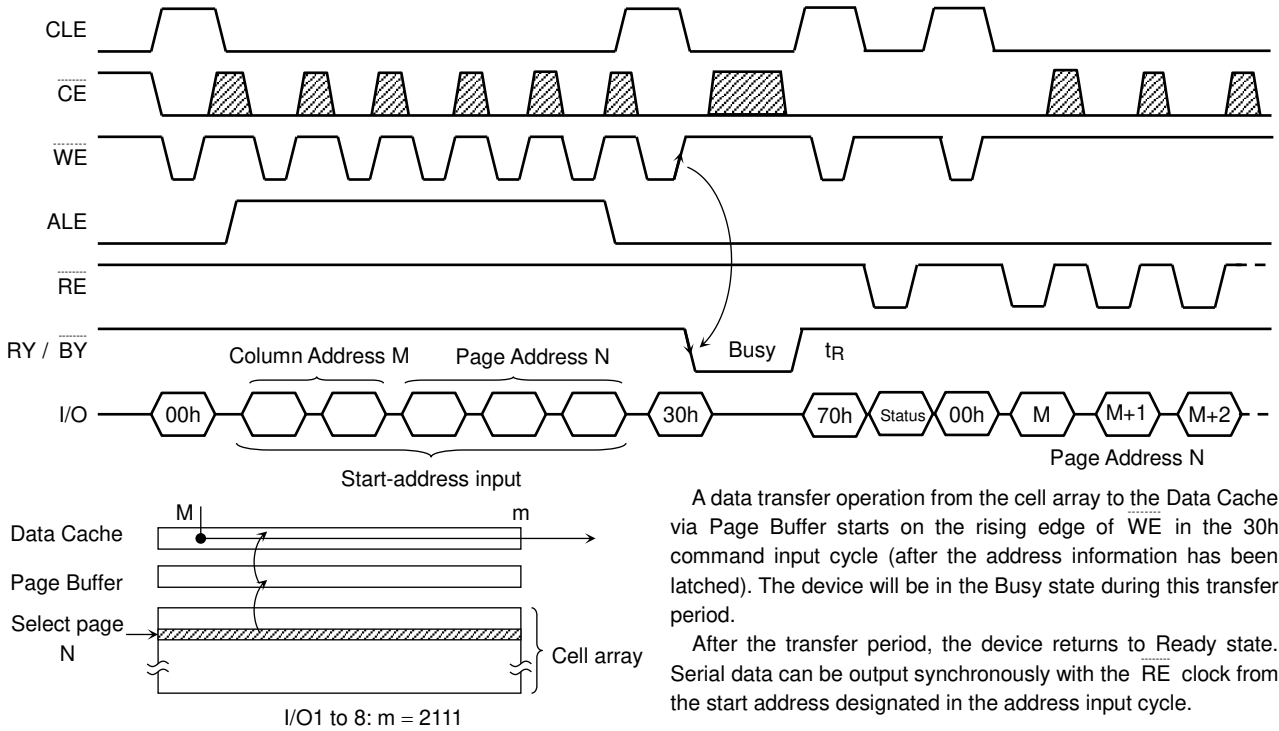 CLE
CE
WE
ALE
RE
RY / BY
Busy
tR
Column Address M
Page Address N
I/O
00h
30h
70h
Status
00h
M
M+1
M+2
Start-address input
Page Address N
M
m
Data Cache
Page Buffer
Select page
N
Cell array
I/O1 to 8: m = 2111
A data transfer operation from the cell array to the Data Cache
via Page Buffer starts on the rising edge of WE in the 30h
command input cycle (after the address information has been
latched). The device will be in the Busy state during this transfer
period.
After the transfer period, the device returns to Ready state.
Serial data can be output synchronously with the RE clock from
the start address designated in the address input cycle.